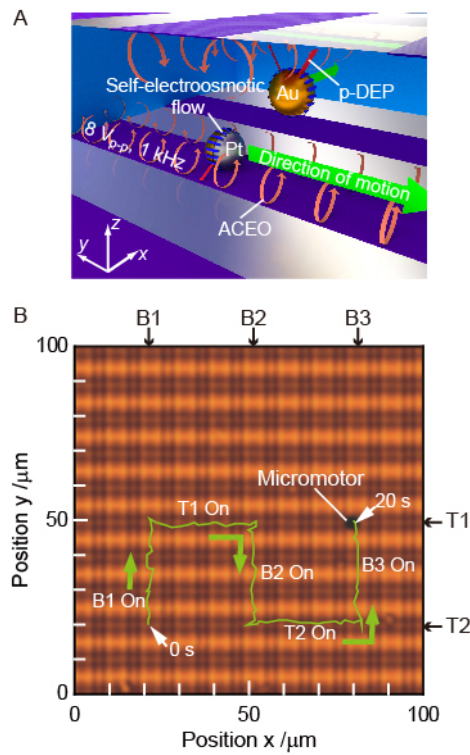 A
Self-electroosmotic
flow
Au
p-DEP
8 Vp-p, 1 kHz
Pt
Direction of motion
ACEO
z
y
x
B
B1 B2 B3
100
Micromotor
20 s
T1 On
T1
50
B1 On
B2 On
B3 On
T2
T2 On
0 s
0
0 50 100
Position y /μm
Position x /μm